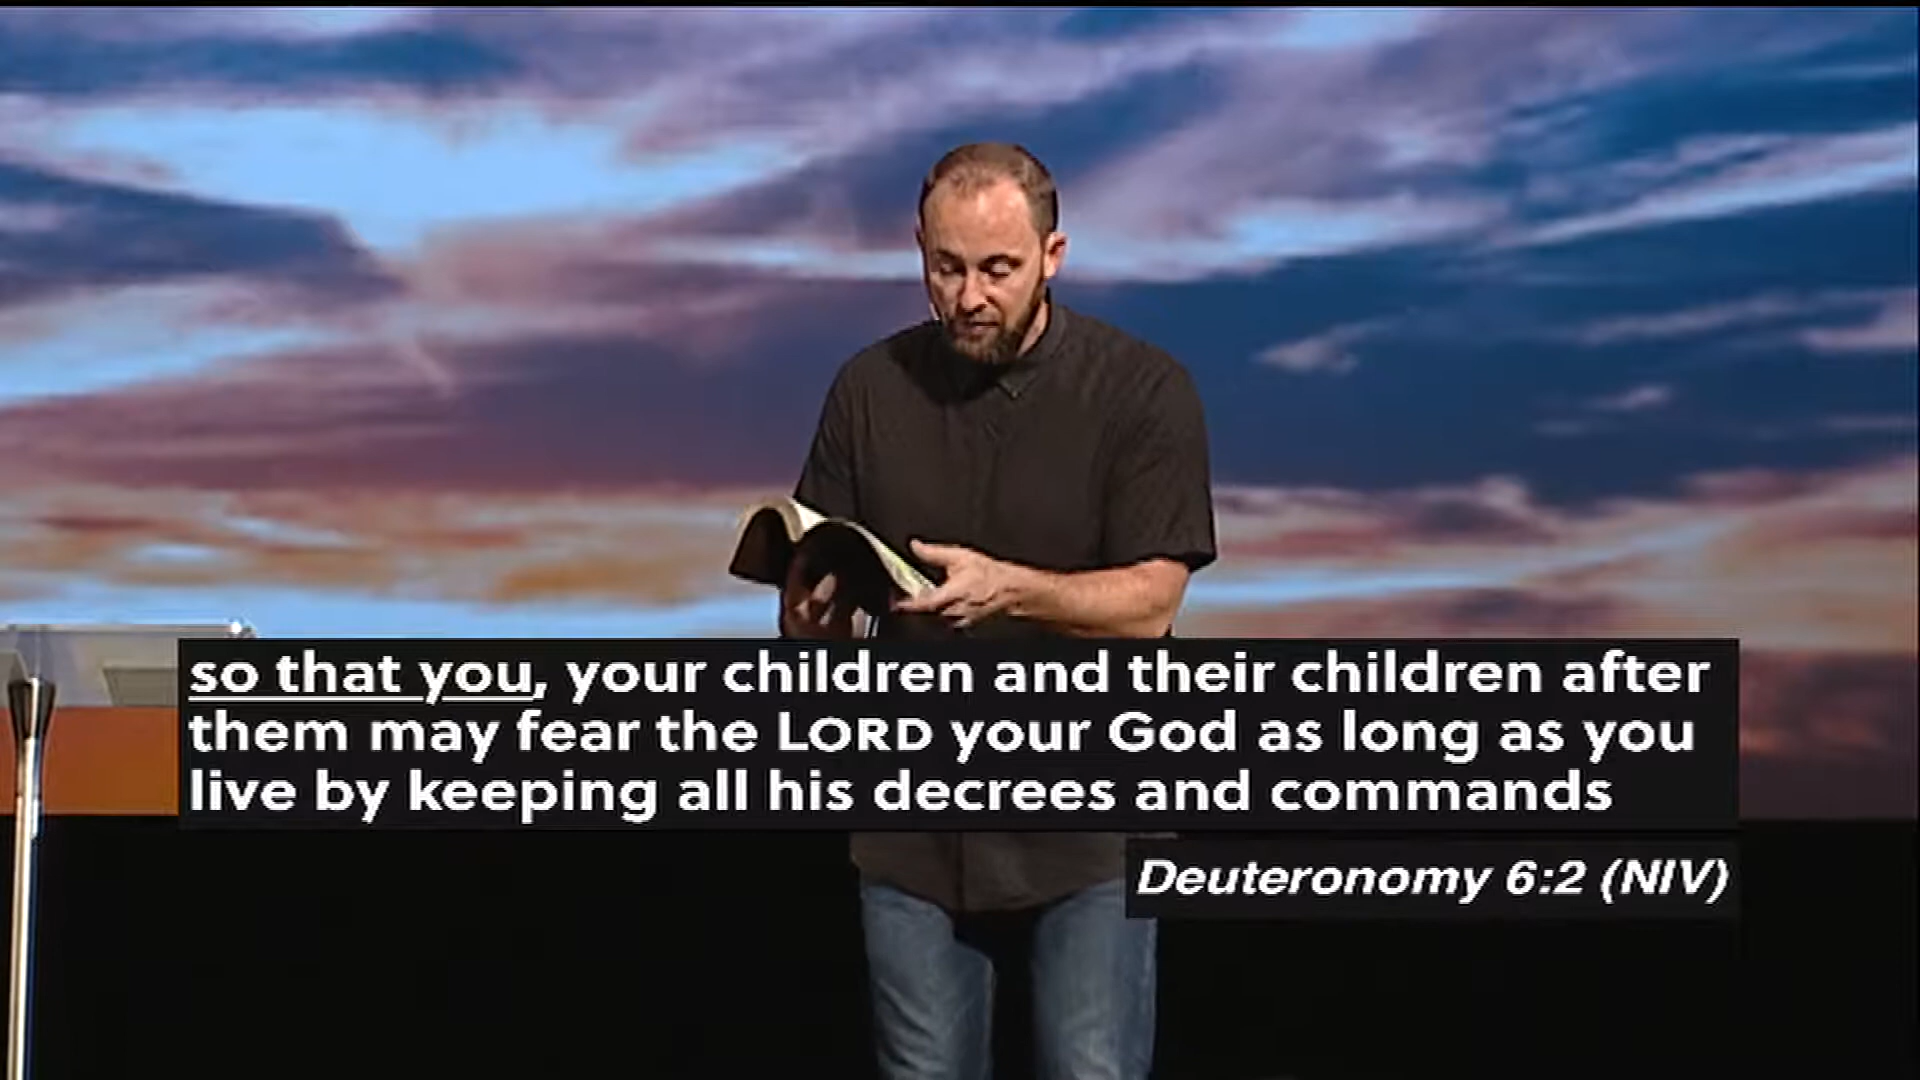 so that you, your children and their children after
them may fear the LORD your God as long as you
live by keeping all his decrees and commands
Deuteronomy 6:2 (NIV)